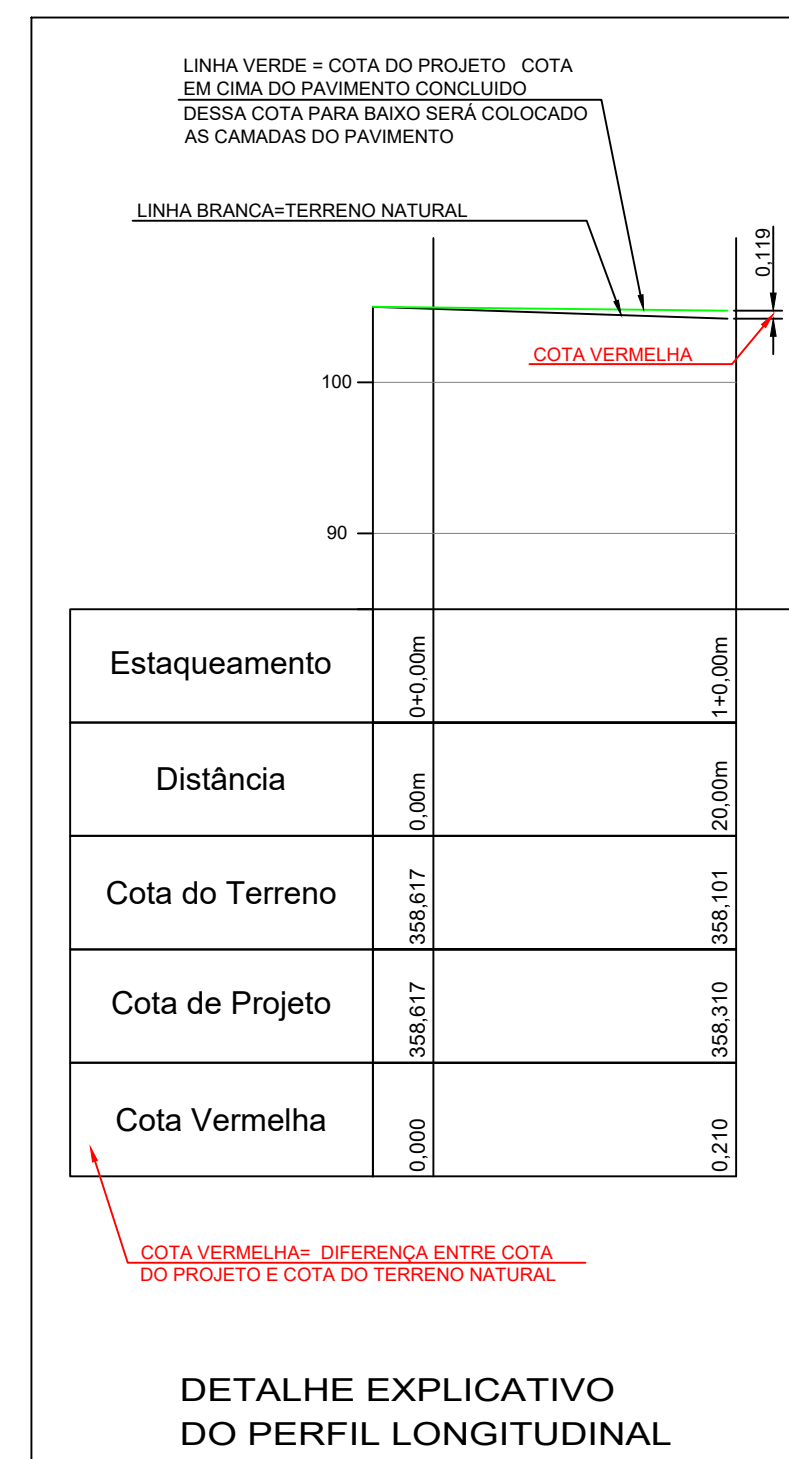 LINHA VERDE = COTA DO PROJETO   COTA
EM CIMA DO PAVIMENTO CONCLUIDO
DESSA COTA PARA BAIXO SERÁ COLOCADO
AS CAMADAS DO PAVIMENTO
LINHA BRANCA=TERRENO NATURAL
0,119
COTA VERMELHA
100
90
Estaqueamento
0+0,00m
1+0,00m
Distância
0,00m
20,00m
Cota do Terreno
358,617
358,101
Cota de Projeto
358,617
358,310
Cota Vermelha
0,000
0,210
COTA VERMELHA=  DIFERENÇA ENTRE COTA
DO PROJETO E COTA DO TERRENO NATURAL
DETALHE EXPLICATIVO
DO PERFIL LONGITUDINAL